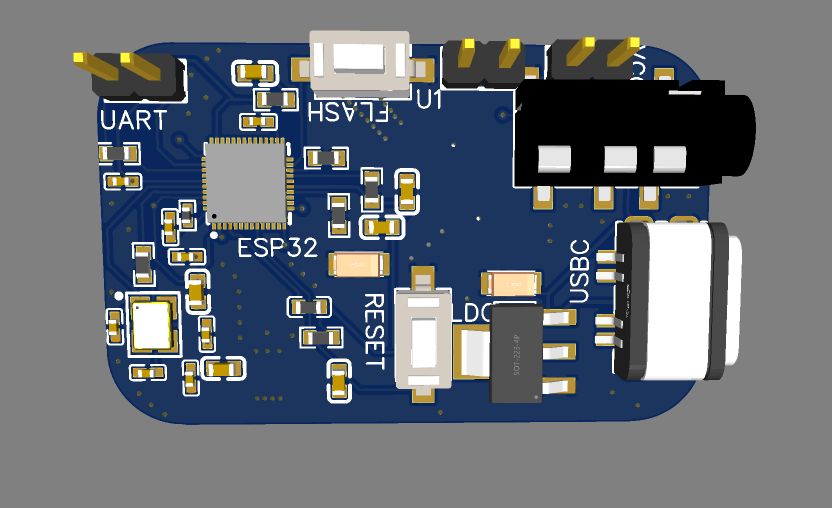 UART
FLASH
U1
ESP32
USBC
RESET
LDO
SOT-223-4P